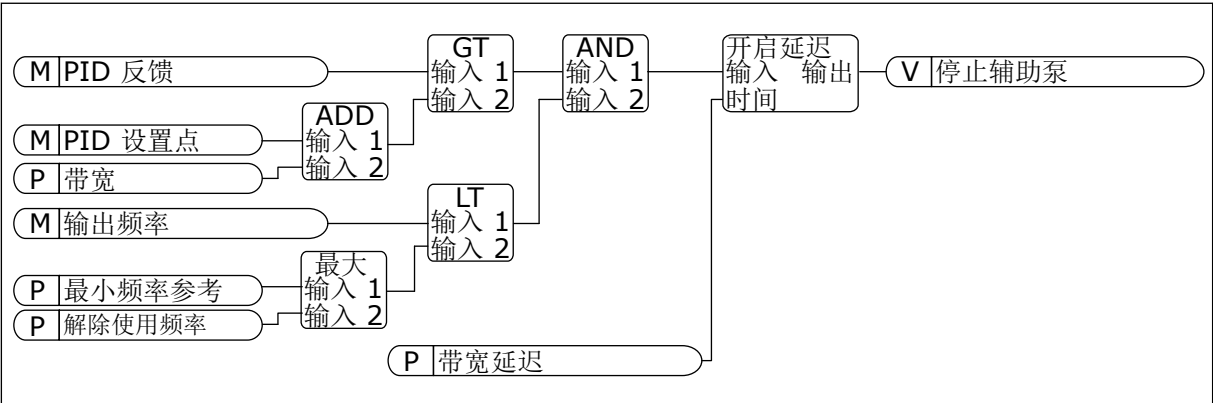 GT
AND
开启延迟
M PID 反馈
输入 1
输入 1
输入 输出
V 停止辅助泵
输入 2
输入 2
时间
ADD
M PID 设置点
输入 1
P 带宽
输入 2
LT
M 输出频率
输入 1
输入 2
最大
P 最小频率参考
输入 1
P 解除使用频率
输入 2
P 带宽延迟